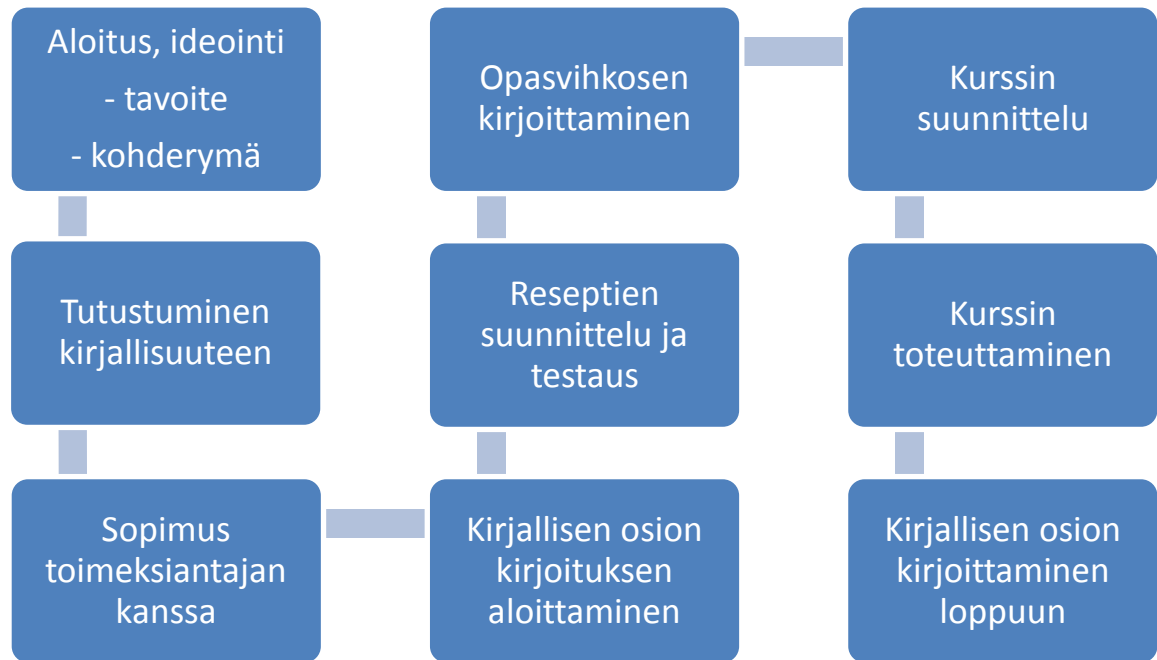 Aloitus, ideointi
- tavoite
- kohderymä
Tutustuminen
kirjallisuuteen
Sopimus
toimeksiantajan
kanssa
Kirjallisen osion
kirjoituksen
aloittaminen
Reseptien
suunnittelu ja
testaus
Opasvihkosen
kirjoittaminen
Kurssin
suunnittelu
Kurssin
toteuttaminen
Kirjallisen osion
kirjoittaminen
loppuun